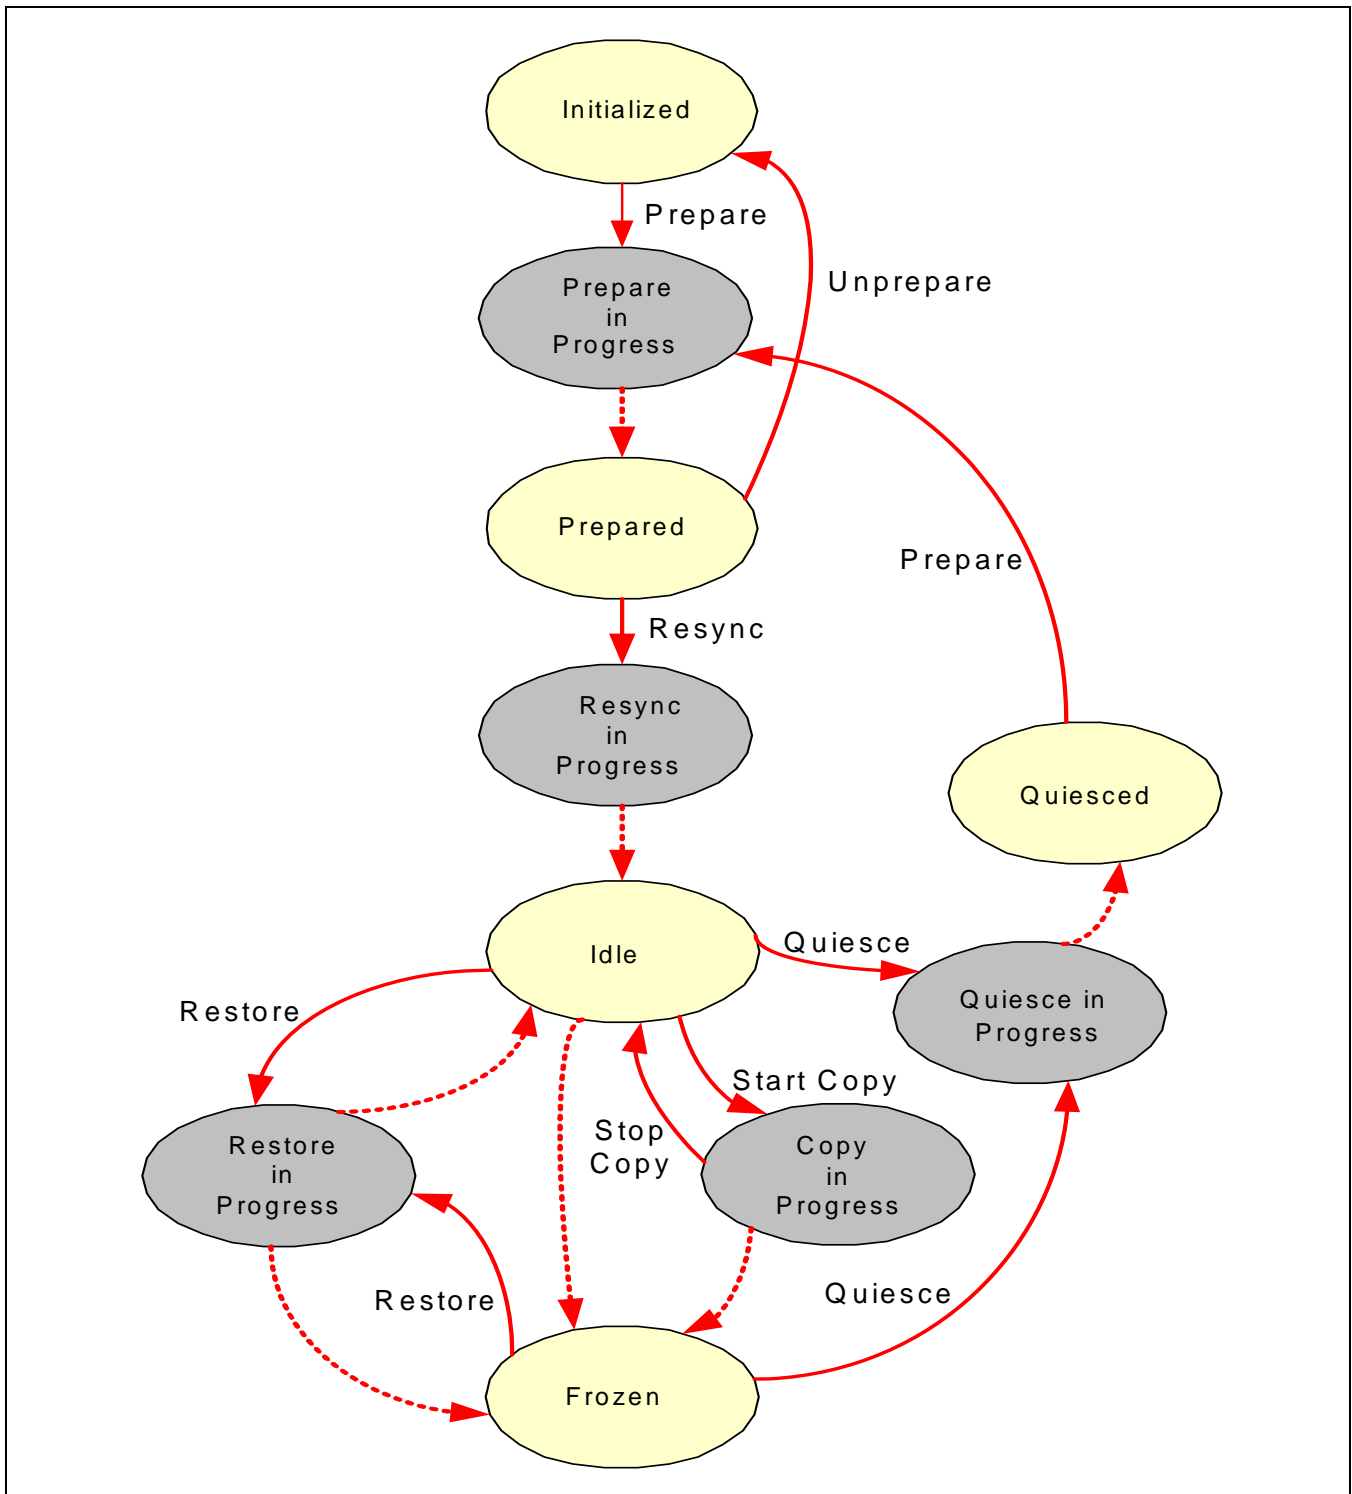 Initialized
Prepare
Unprepare
Prepare
in
Progress
Prepared
Prepare
Resync
Resync
in
Progress
Quiesced
Idle
Quiesce
Quiesce in
Progress
Restore
Start Copy
Stop
Copy
Restore
in
Progress
Copy
in
Progress
Restore
Quiesce
Frozen